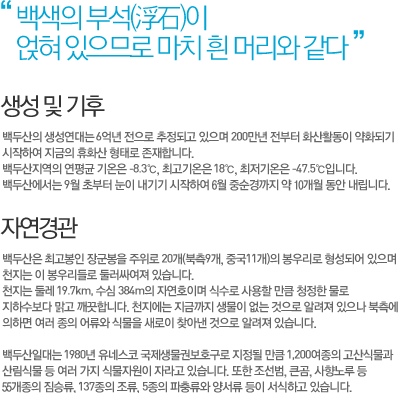 “ 백색의 부석(浮石)이
얹혀 있으므로 마치 흰 머리와 같다 ”
생성 및 기후
백두산의 생성연대는 6억년 전으로 추정되고 있으며 200만년 전부터 화산활동이 약화되기
시작하여 지금의 휴화산 형태로 존재합니다.
백두산지역의 연평균 기온은 -8.3℃, 최고기온은 18℃, 최저기온은 -47.5℃입니다.
백두산에서는 9월 초부터 눈이 내기기 시작하여 6월 중순경까지 약 10개월 동안 내립니다.
자연경관
백두산은 최고봉인 장군봉을 주위로 20개(북측9개, 중국11개)의 봉우리로 형성되어 있으며
천지는 이 봉우리들로 둘러싸여져 있습니다.
천지는 둘레 19.7km, 수심 384m의 자연호이며 식수로 사용할 만큼 청정한 물로
지하수보다 맑고 깨끗합니다. 천지에는 지금까지 생물이 없는 것으로 알려져 있으나 북측에
의하면 여러 종의 어류와 식물을 새로이 찾아낸 것으로 알려져 있습니다.
백두산일대는 1980년 유네스코 국제생물권보호구로 지정될 만큼 1,200여종의 고산식물과
산림식물 등 여러 가지 식물자원이 자라고 있습니다. 또한 조선범, 큰곰, 사향노루 등
55개종의 짐승류, 137종의 조류, 5종의 파충류와 양서류 등이 서식하고 있습니다.